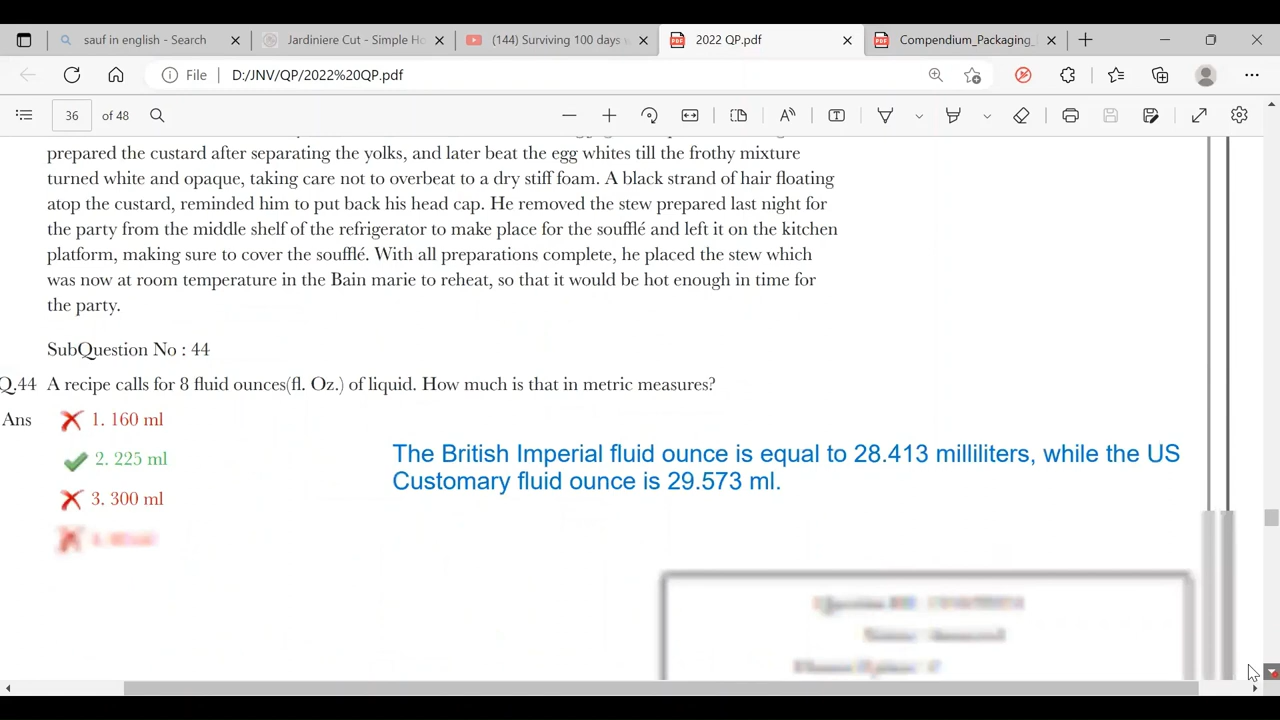 sauf in english - Search
Jardiniere Cut - Simple Ho
(144) Surviving 100 days
2022 QP.pdf
Compendium_Packaging_
File D:/JNV/QP/2022%20QP.pdf
36 of 48
prepared the custard after separating the yolks, and later beat the egg whites till the frothy mixture
turned white and opaque, taking care not to overbeat to a dry stiff foam. A black strand of hair floating
atop the custard, reminded him to put back his head cap. He removed the stew prepared last night for
the party from the middle shelf of the refrigerator to make place for the soufflé and left it on the kitchen
platform, making sure to cover the soufflé. With all preparations complete, he placed the stew which
was now at room temperature in the Bain marie to reheat, so that it would be hot enough in time for
the party.
SubQuestion No : 44
Q.44 A recipe calls for 8 fluid ounces(fl. Oz.) of liquid. How much is that in metric measures?
Ans 1. 160 ml
2. 225 ml
3. 300 ml
The British Imperial fluid ounce is equal to 28.413 milliliters, while the US
Customary fluid ounce is 29.573 ml.